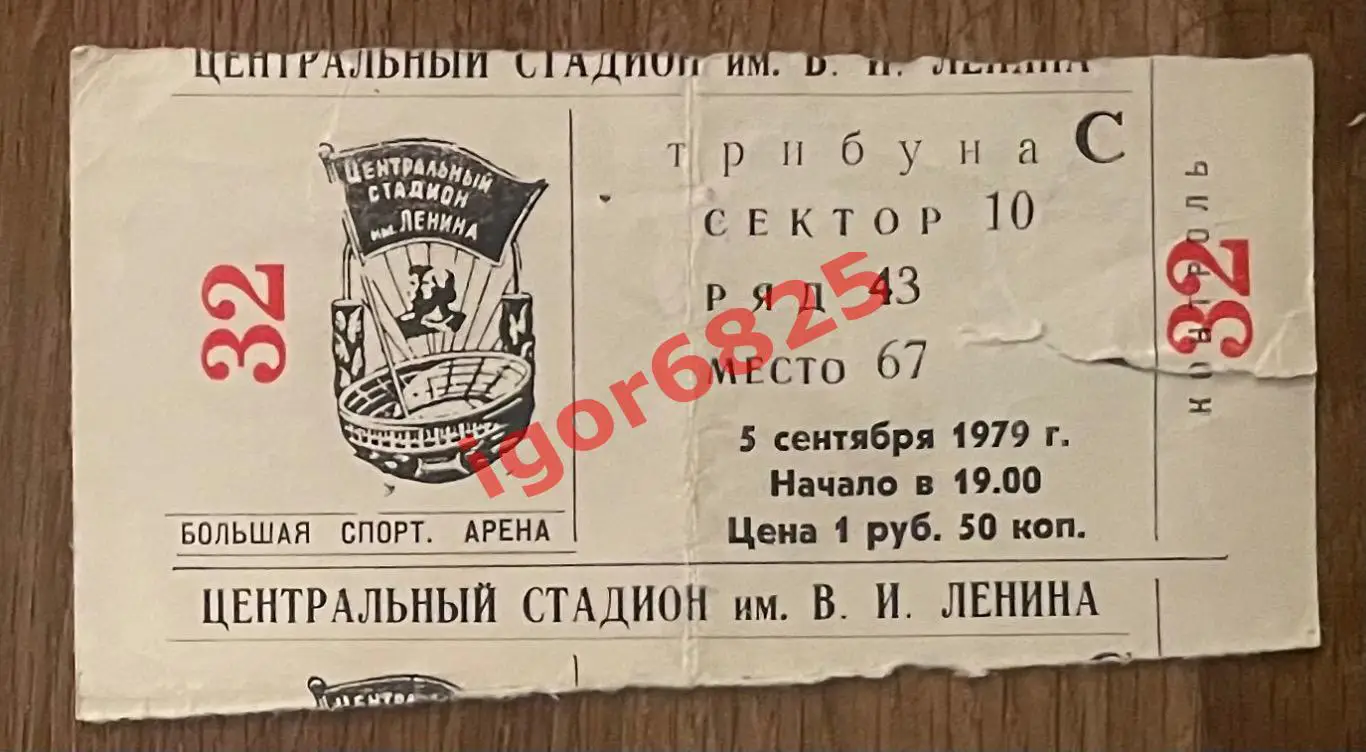 ЦЕНТРАЛЬНЫЙ СТАДИОН им. В. И. ЛЕНИНА
32
ЦЕНТРАЛЬНЫЙ
СТАДИОН
им. ЛЕНИНА
БОЛЬШАЯ СПОРТ. АРЕНА
трибуна С
СЕКТОР 10
РЯД 43
МЕСТО 67
5 сентября 1979 г.
Начало в 19.00
Цена 1 руб. 50 коп.
КОНТРОЛЬ
32
igor6825
ЦЕНТРАЛЬНЫЙ СТАДИОН им. В. И. ЛЕНИНА